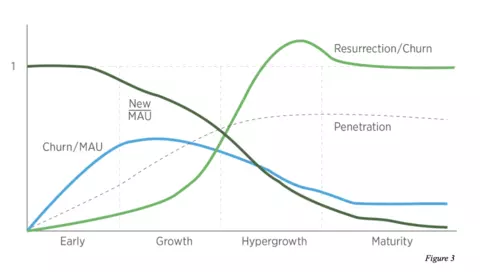 Resurrection/Churn
1
New
MAU
Penetration
Churn/MAU
Early Growth Hypergrowth Maturity
Figure 3